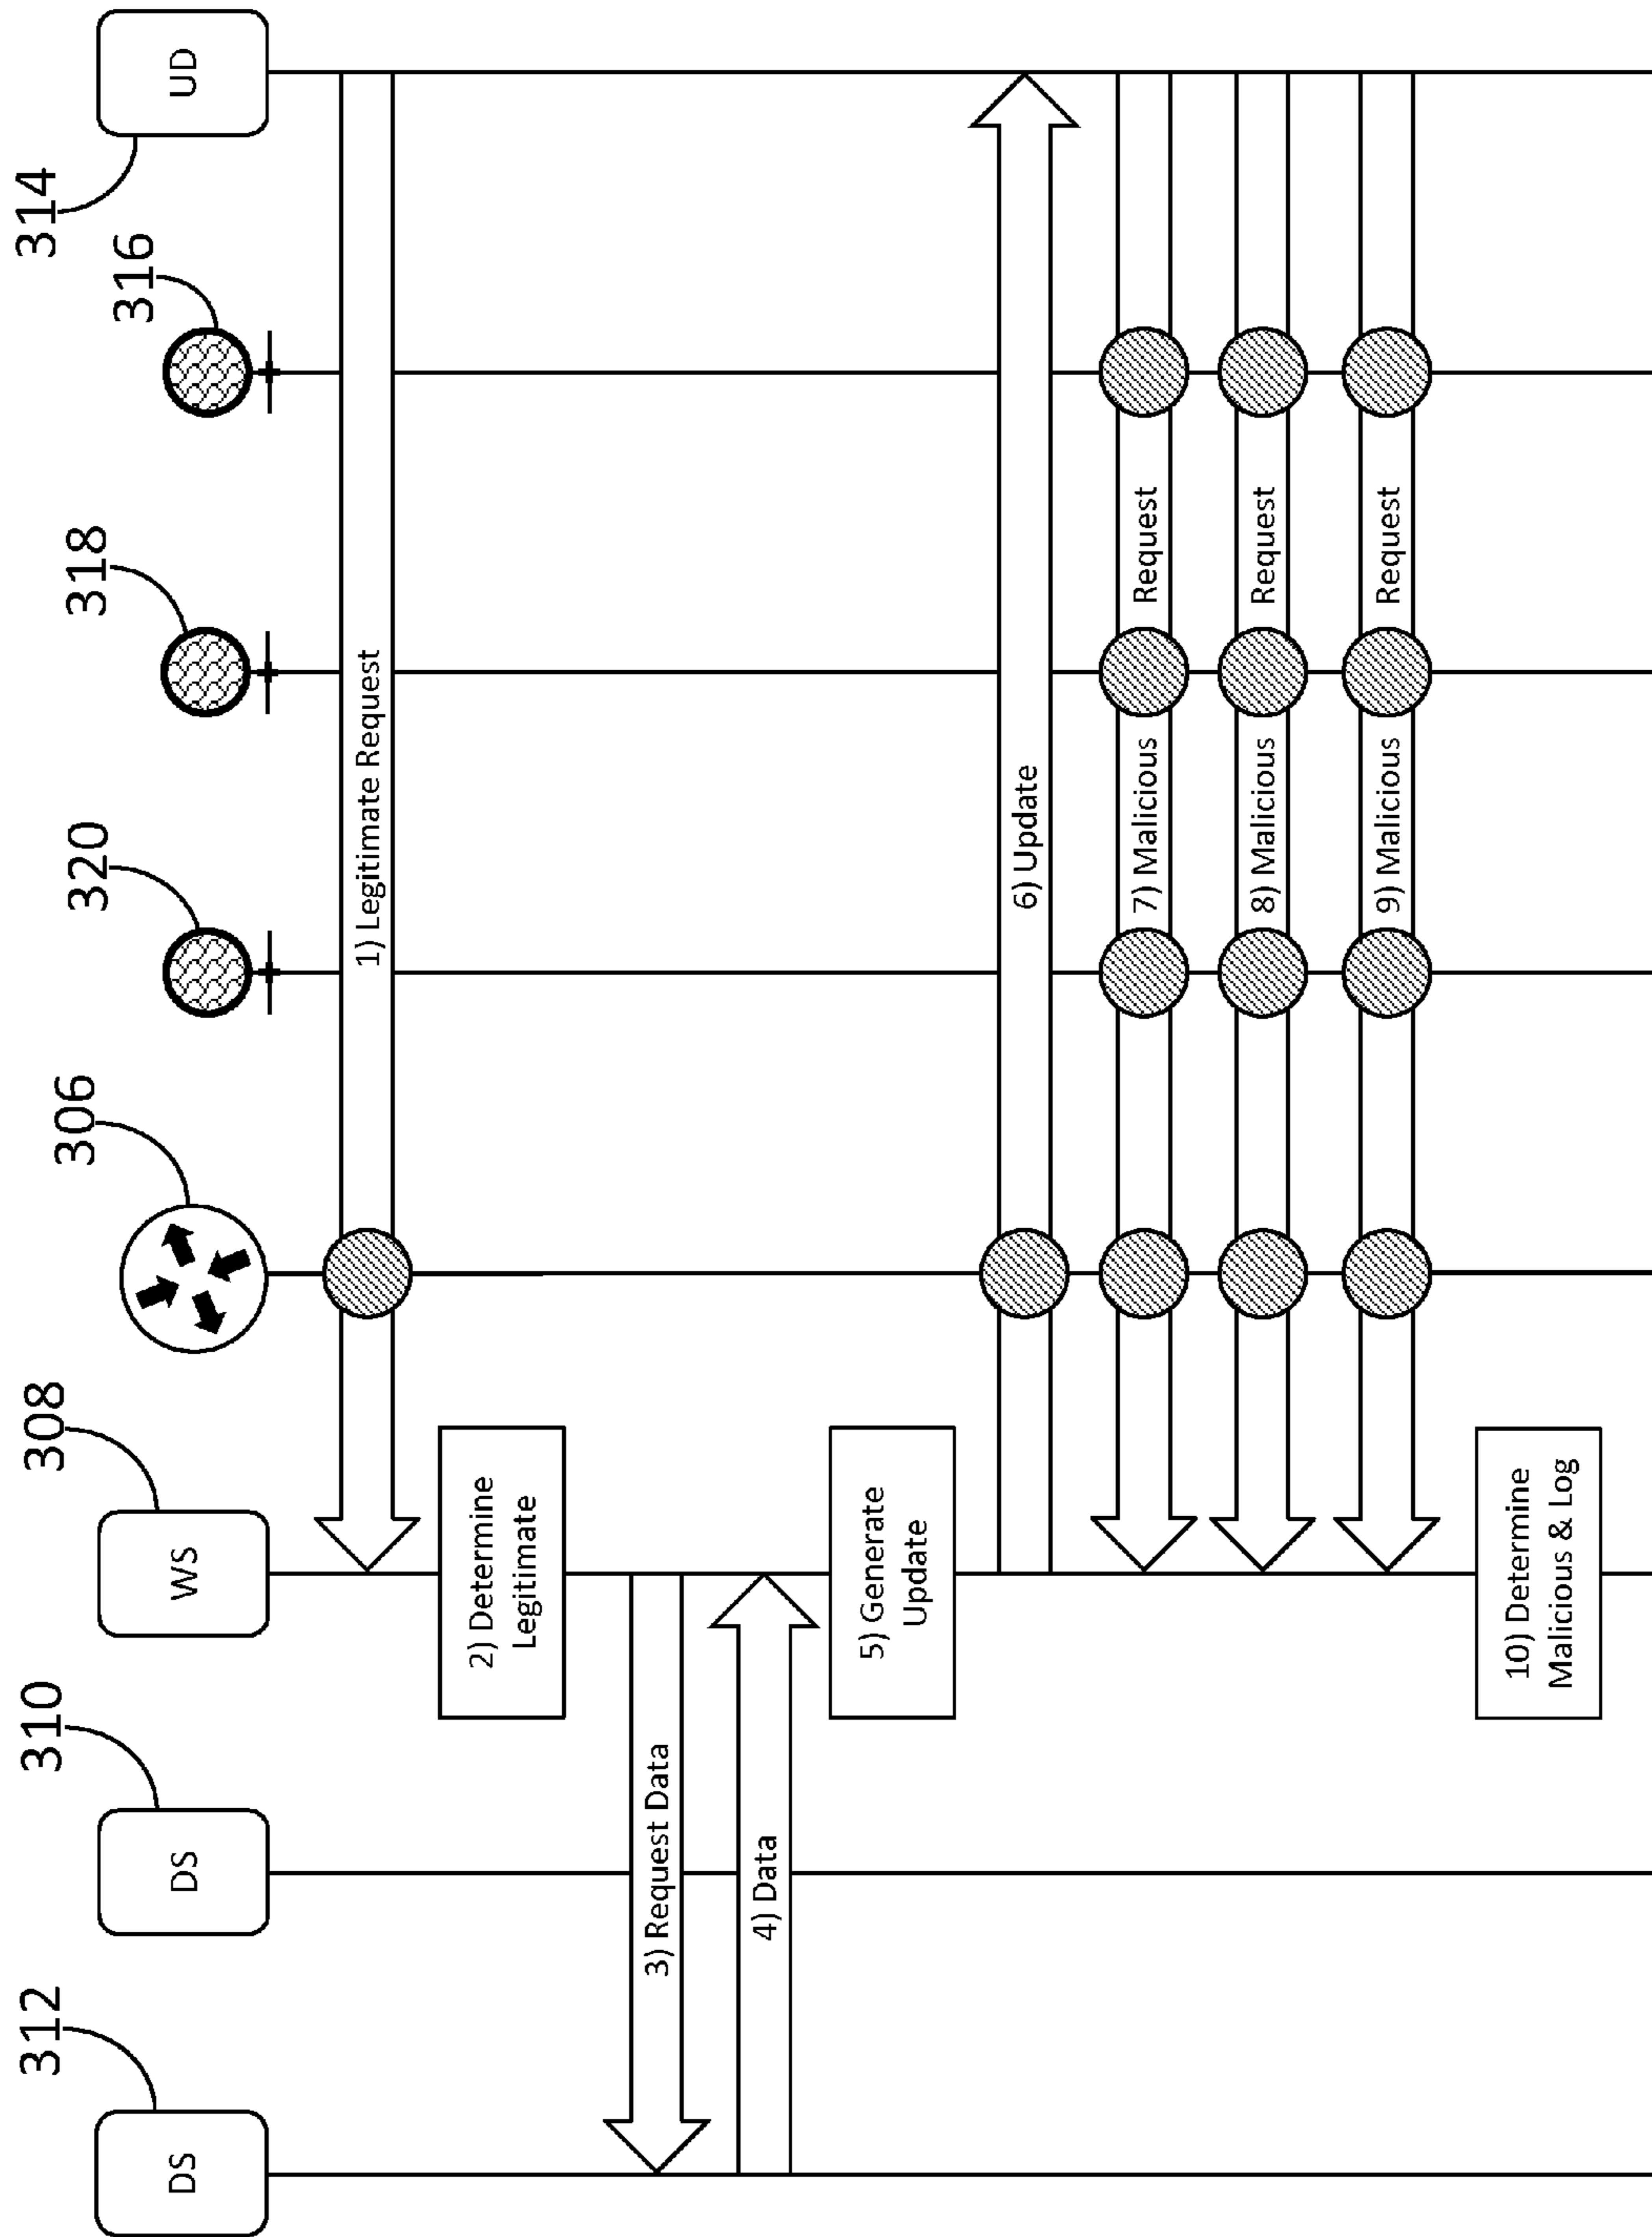 312
310
308
306
320
318
316
314
DS
DS
WS
UD
1) Legitimate Request
2) Determine
Legitimate
3) Request Data
4) Data
5) Generate
Update
6) Update
7) Malicious Request
8) Malicious Request
9) Malicious Request
10) Determine
Malicious & Log